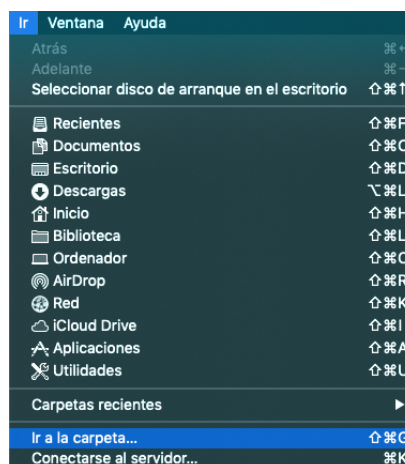 Ir Ventana Ayuda
Atrás ⌘
Adelante ⌘
Seleccionar disco de arranque en el escritorio ⇧⌘↑
Recientes ⇧⌘F
Documentos ⇧⌘O
Escritorio ⇧⌘D
Descargas ⌥⌘L
Inicio ⇧⌘H
Biblioteca ⇧⌘L
Ordenador ⇧⌘C
AirDrop ⇧⌘R
Red ⇧⌘K
iCloud Drive ⇧⌘I
Aplicaciones ⇧⌘A
Utilidades ⇧⌘U
Carpetas recientes ▶
Ir a la carpeta... ⇧⌘G
Conectarse al servidor... ⌘K